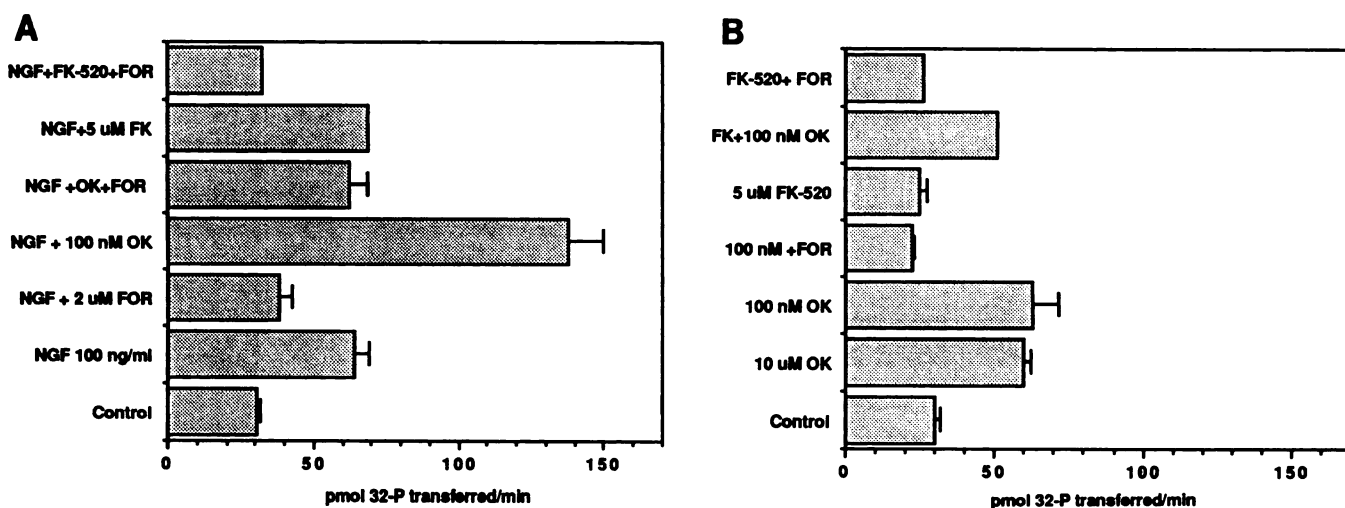 A
NGF+FK-520+FOR
NGF+5 uM FK
NGF +OK+FOR
NGF + 100 nM OK
NGF + 2 uM FOR
NGF 100 ng/ml
Control
0 50 100 150
pmol 32-P transferred/min
B
FK-520+ FOR
FK+100 nM OK
5 uM FK-520
100 nM +FOR
100 nM OK
10 uM OK
Control
0 50 100 150
pmol 32-P transferred/min